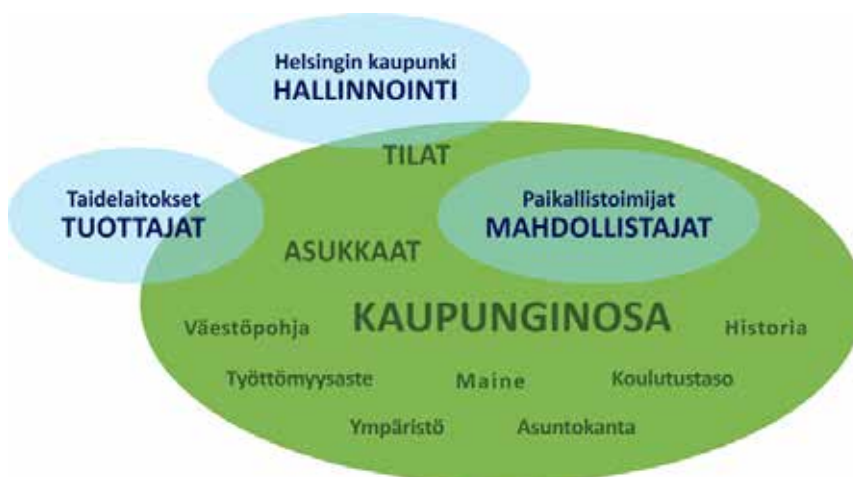 Helsingin kaupunki
HALLINNOINTI
TILAT
Taidelaitokset
TUOTTAJAT
Paikallistoimijat
MAHDOLLISTAJAT
ASUKKAAT
KAUPUNGINOSA
Väestöpohja
Historia
Työttömyysaste
Maine
Koulutustaso
Ympäristö
Asuntokanta